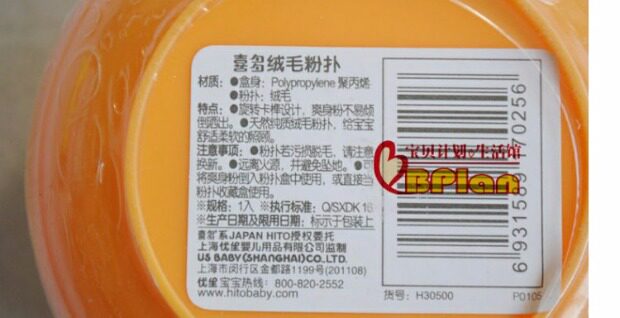 喜多绒毛粉扑
材质: ●盒身: Polypropylene 聚丙烯
●粉扑: 绒毛
特点: ●旋转卡榫设计, 爽身粉不易倾
倒洒出。●天然纯质绒毛粉扑, 给宝宝
舒适柔软的照顾。
注意事项: ●粉扑若污损脱毛, 请注意
换新。●远离火源, 并避免坠地。●可
将爽身粉倒入粉扑盒中使用, 或直接当
粉扑收藏盒使用。
※规格: 1入 ※执行标准: Q/SXDK 16
※生产日期及限用日期: 标示于包装上
喜多系JAPAN HITO授权委托
上海优生婴儿用品有限公司监制
US BABY(SHANGHAI)CO.LTD.
上海市闵行区金都路1199号(201108)
优生宝宝热线: 800-820-2552
www.hitobaby.com
宝贝计划 生活馆
BPlan
货号: H30500
P0105